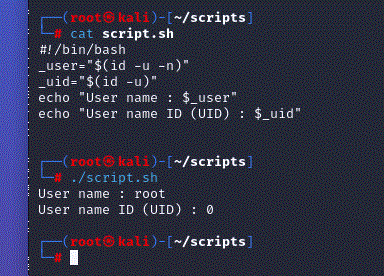 ┌──(root㉿kali)-[~/scripts]
└─# cat script.sh
#!/bin/bash
_user="$(id -u -n)"
_uid="$(id -u)"
echo "User name : $_user"
echo "User name ID (UID) : $_uid"
┌──(root㉿kali)-[~/scripts]
└─# ./script.sh
User name : root
User name ID (UID) : 0
┌──(root㉿kali)-[~/scripts]
└─#